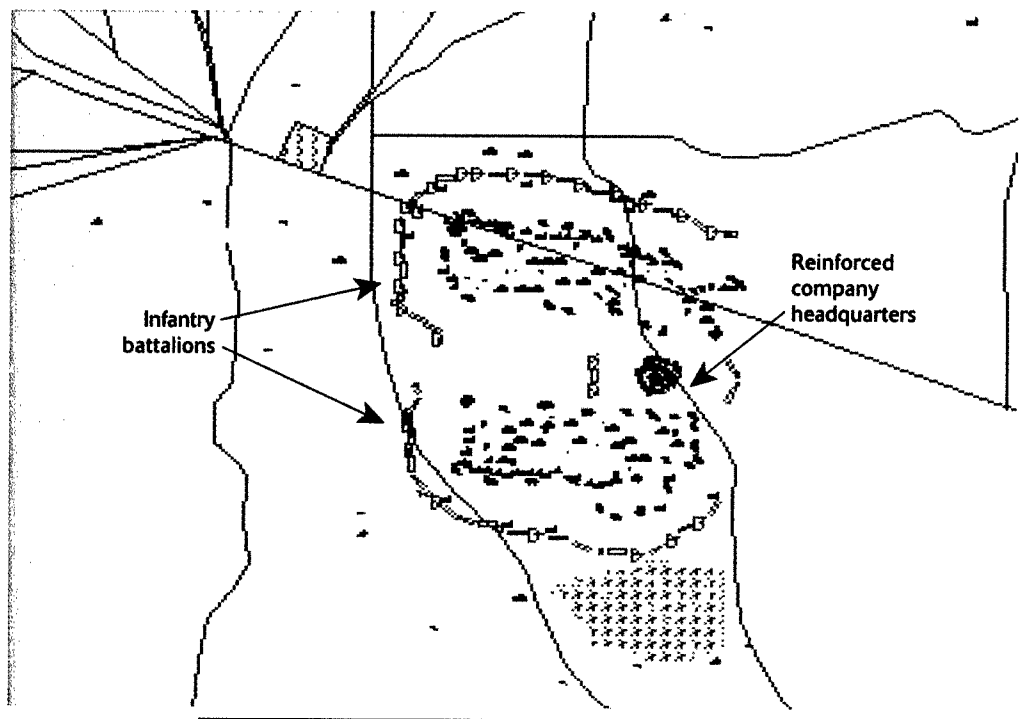 Infantry
battalions
Reinforced
company
headquarters